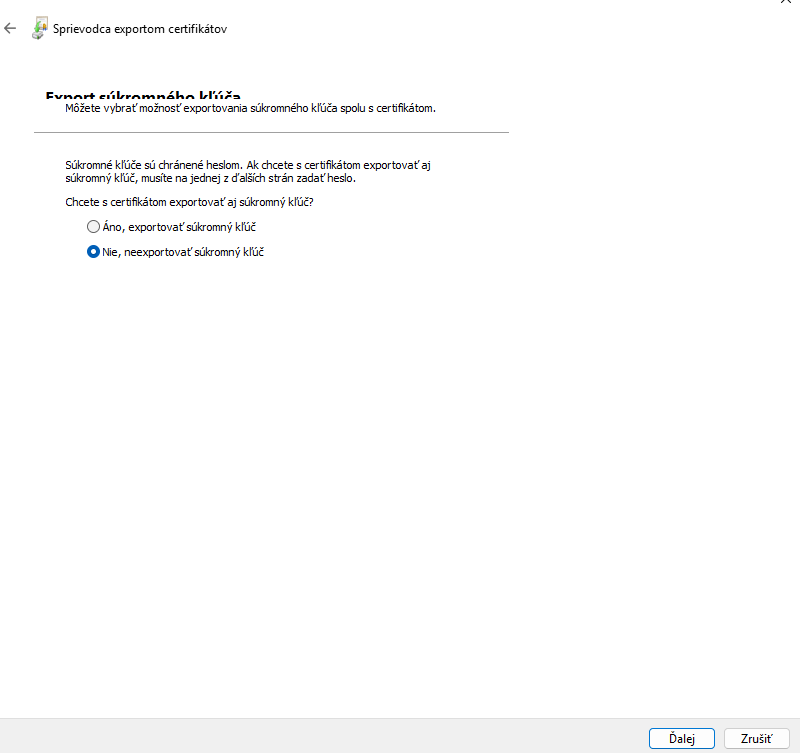 Sprievodca exportom certifikátov
Export súkromného kľúča
Môžete vybrať možnosť exportovania súkromného kľúča spolu s certifikátom.
Súkromné kľúče sú chránené heslom. Ak chcete s certifikátom exportovať aj
súkromný kľúč, musíte na jednej z ďalších strán zadať heslo.
Chcete s certifikátom exportovať aj súkromný kľúč?
Áno, exportovať súkromný kľúč
Nie, neexportovať súkromný kľúč
Ďalej
Zrušiť